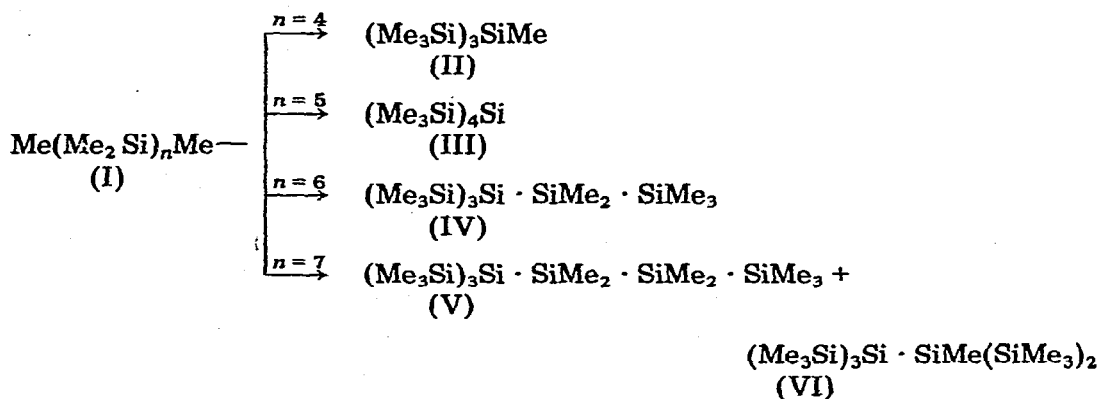 n = 4
(Me₃Si)₃SiMe
(II)
n = 5
(Me₃Si)₄Si
(III)
Me(Me₂Si)ₙMe
(I)
n = 6
(Me₃Si)₃Si · SiMe₂ · SiMe₃
(IV)
n = 7
(Me₃Si)₃Si · SiMe₂ · SiMe₂ · SiMe₃ +
(V)
(Me₃Si)₃Si · SiMe(SiMe₃)₂
(VI)